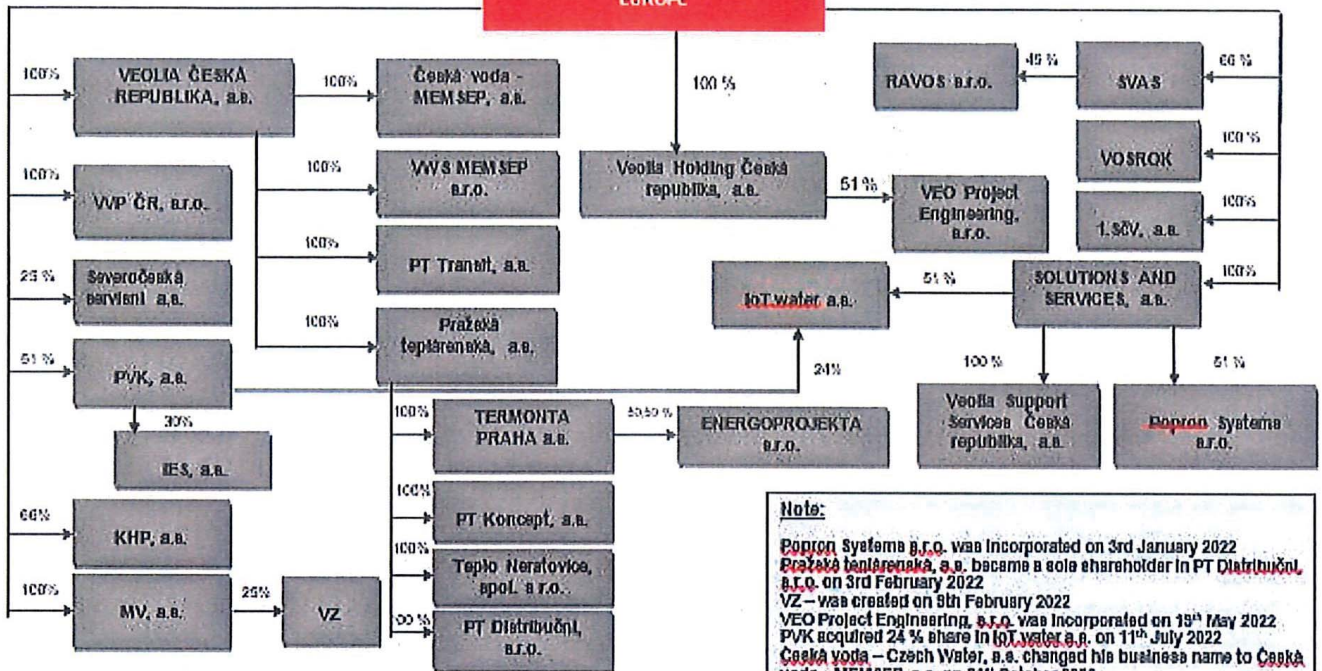 EUROPE
100%
VEOLIA ČESKÁ
REPUBLIKA, a.s.
100%
Česká voda -
MEMSEP, a.s.
100 %
RAVOS s.r.o.
49 %
SVAS
66 %
100%
VVP ČR, s.r.o.
100%
VWS MEMSEP
s.r.o.
Veolia Holding Česká
republika, a.s.
51 %
VEO Project
Engineering,
s.r.o.
VOSROK
100 %
1.SčV, a.s.
100%
25 %
Severočeská
servisní a.s.
100%
PT Transit, a.s.
IoT.water a.s.
51%
SOLUTIONS AND
SERVICES, a.s.
100%
51 %
PVK, a.s.
100%
Pražská
teplárenská, a.s.
24%
100 %
51 %
30%
IES, a.s.
100%
TERMONTA
PRAHA a.s.
50,50 %
ENERGOPROJEKTA
s.r.o.
Veolia Support
Services Česká
republika, a.s.
Popron Systems
s.r.o.
66%
KHP, a.s.
100%
PT Koncept, a.s.
100%
MV, a.s.
25%
VZ
100%
Teplo Neratovice,
spol. s r.o.
00 %
PT Distribuční,
s.r.o.
Note:
Popron Systems s.r.o. was incorporated on 3rd January 2022
Pražská teplárenská, a.s. became a sole shareholder in PT Distribuční,
s.r.o. on 3rd February 2022
VZ – was created on 9th February 2022
VEO Project Engineering, s.r.o. was incorporated on 19th May 2022
PVK acquired 24 % share in IoT.water a.s. on 11th July 2022
Česká voda – Czech Water, a.s. changed his business name to Česká